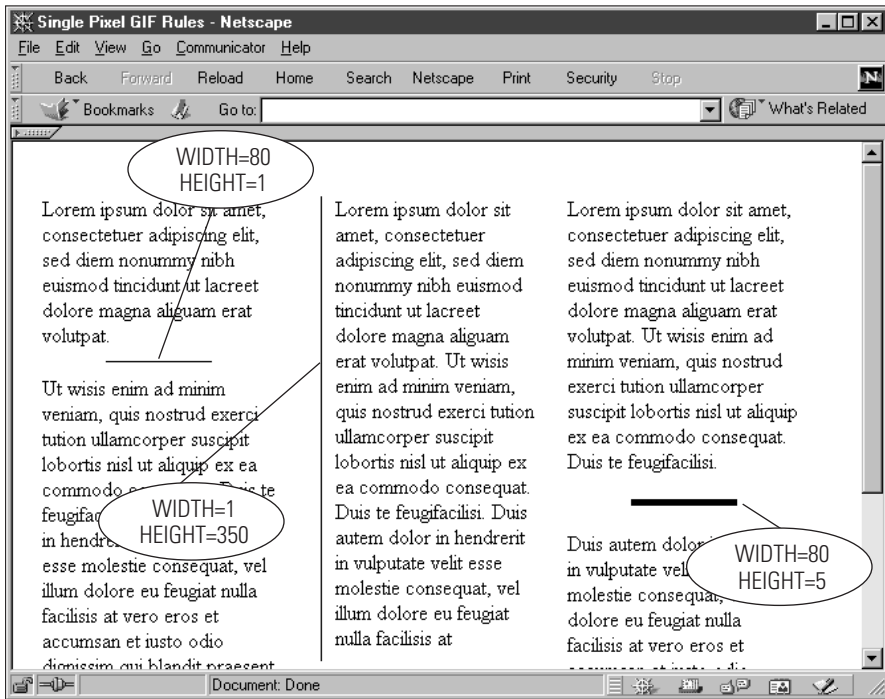 Single Pixel GIF Rules - Netscape
File Edit View Go Communicator Help
Back Forward Reload Home Search Netscape Print Security Stop N
Bookmarks Go to: What's Related
WIDTH=80
HEIGHT=1
Lorem ipsum dolor sit amet,
consectetuer adipiscing elit,
sed diem nonummy nibh
euismod tincidunt ut lacreet
dolore magna aliguam erat
volutpat.
Ut wisis enim ad minim
veniam, quis nostrud exerci
tution ullamcorper suscipit
lobortis nisl ut aliquip ex ea
commodo te
in
esse molestie consequat, vel
illum dolore eu feugiat nulla
facilisis at vero eros et
accumsan et iusto odio
dignissim qui blandit praesent
WIDTH=1
HEIGHT=350
Lorem ipsum dolor sit
amet, consectetuer
adipiscing elit, sed diem
nonummy nibh euismod
tincidunt ut lacreet
dolore magna aliguam
erat volutpat. Ut wisis
enim ad minim veniam,
quis nostrud exerci tution
ullamcorper suscipit
lobortis nisl ut aliquip ex
ea commodo consequat.
Duis te feugifacilisi. Duis
autem dolor in hendrerit
in vulputate velit esse
molestie consequat, vel
illum dolore eu feugiat
nulla facilisis at
Lorem ipsum dolor sit amet,
consectetuer adipiscing elit,
sed diem nonummy nibh
euismod tincidunt ut lacreet
dolore magna aliguam erat
volutpat. Ut wisis enim ad
minim veniam, quis nostrud
exerci tution ullamcorper
suscipit lobortis nisl ut aliquip
ex ea commodo consequat.
Duis te feugifacilisi.
Duis autem dolor
in vulputate
molestie consequat,
dolore eu feugiat nulla
facilisis at vero eros et
WIDTH=80
HEIGHT=5
Document: Done